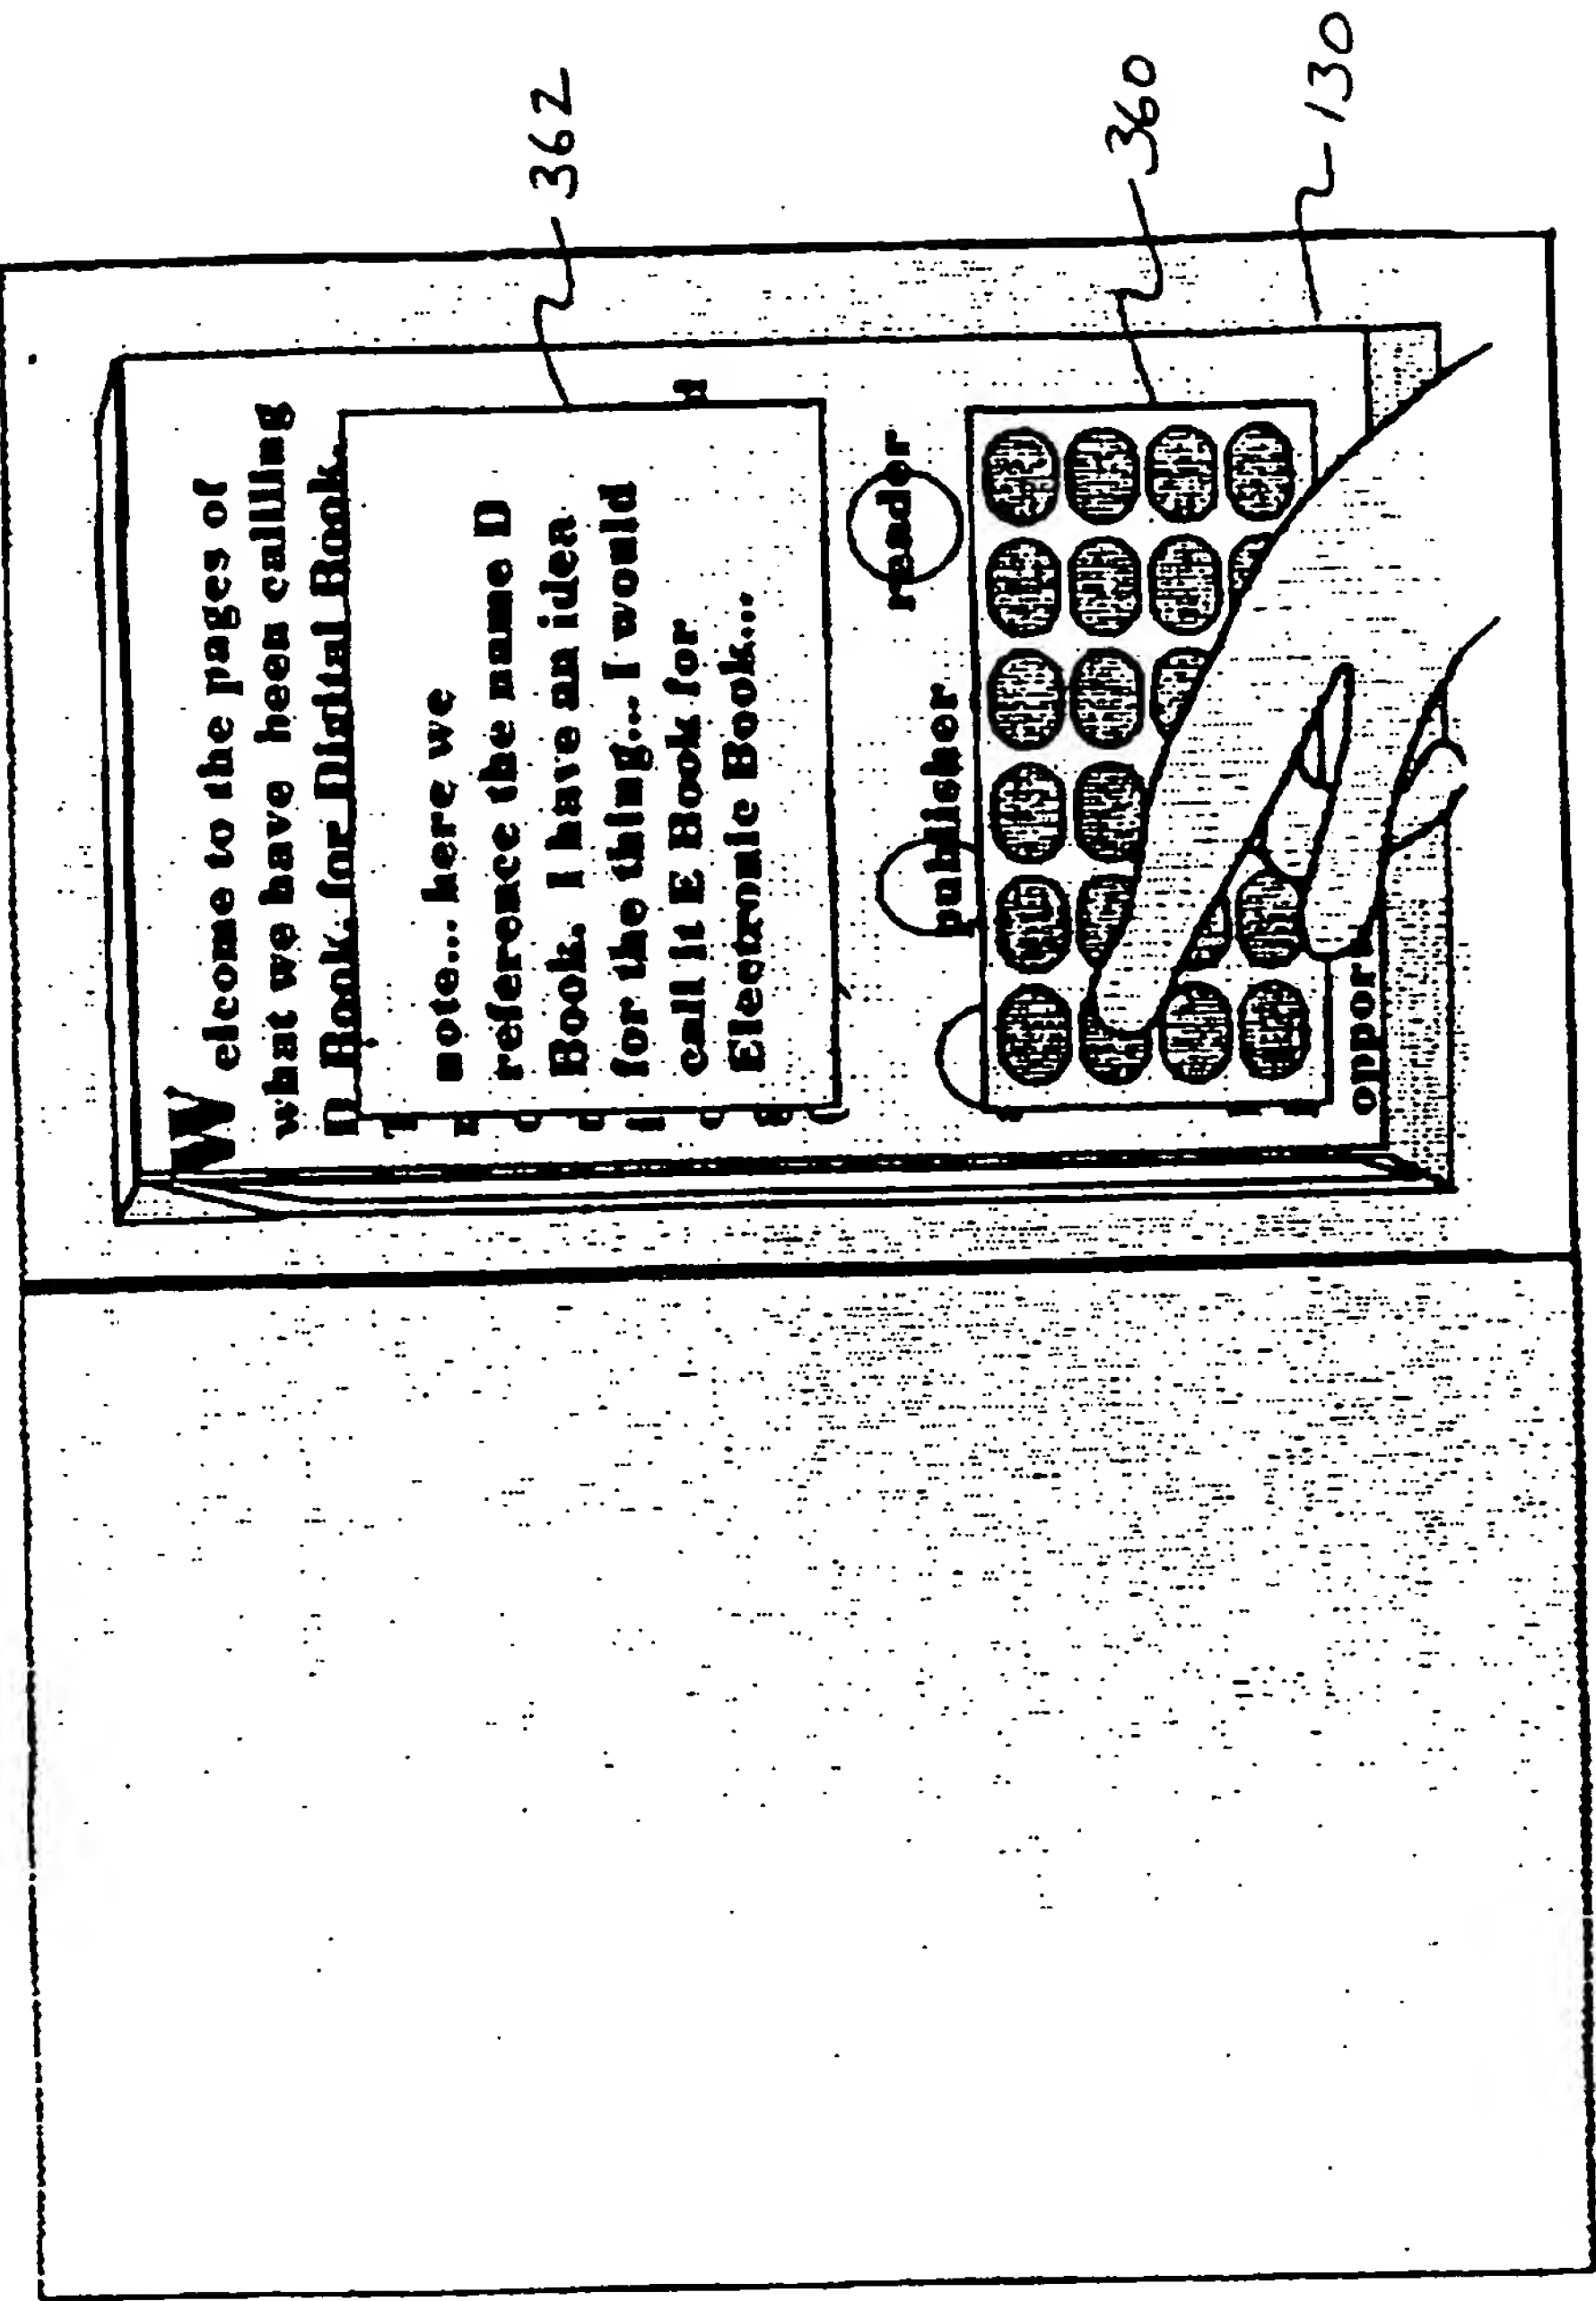 Welcome to the pages of
what we have heen callling
D Book, for Digital Book.
note... here we
reference the name D
Book. I have an idea
for the thing... I would
call it E Book for
Electronic Book...
reader
publisher
362
360
130